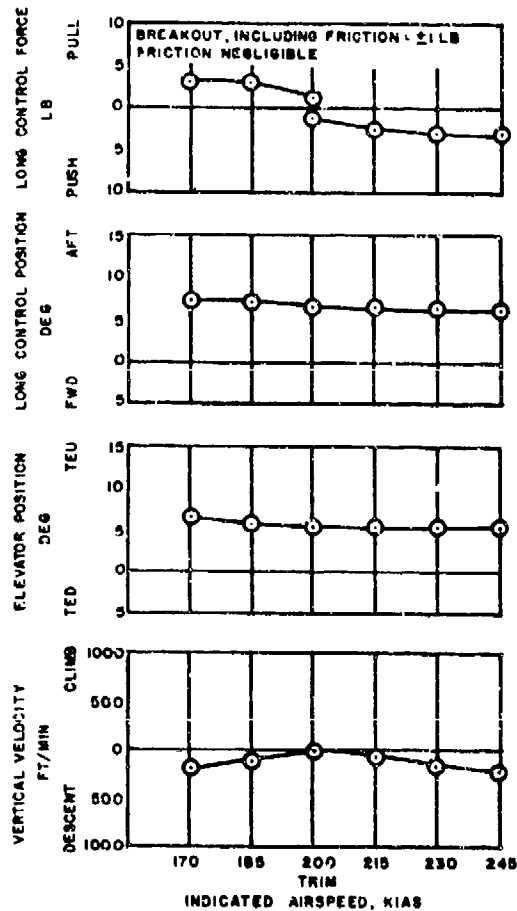 LONG CONTROL FORCE
LB
PULL
PUSH
10
5
0
5
10
BREAKOUT, INCLUDING FRICTION = ±1 LB
FRICTION NEGLIGIBLE
LONG CONTROL POSITION
DEG
AFT
FWD
15
10
5
0
5
ELEVATOR POSITION
DEG
TEU
TED
15
10
5
0
5
VERTICAL VELOCITY
FT/MIN
CLIMB
DESCENT
1000
500
0
500
1000
170 185 200 215 230 245
TRIM
INDICATED AIRSPEED, KIAS